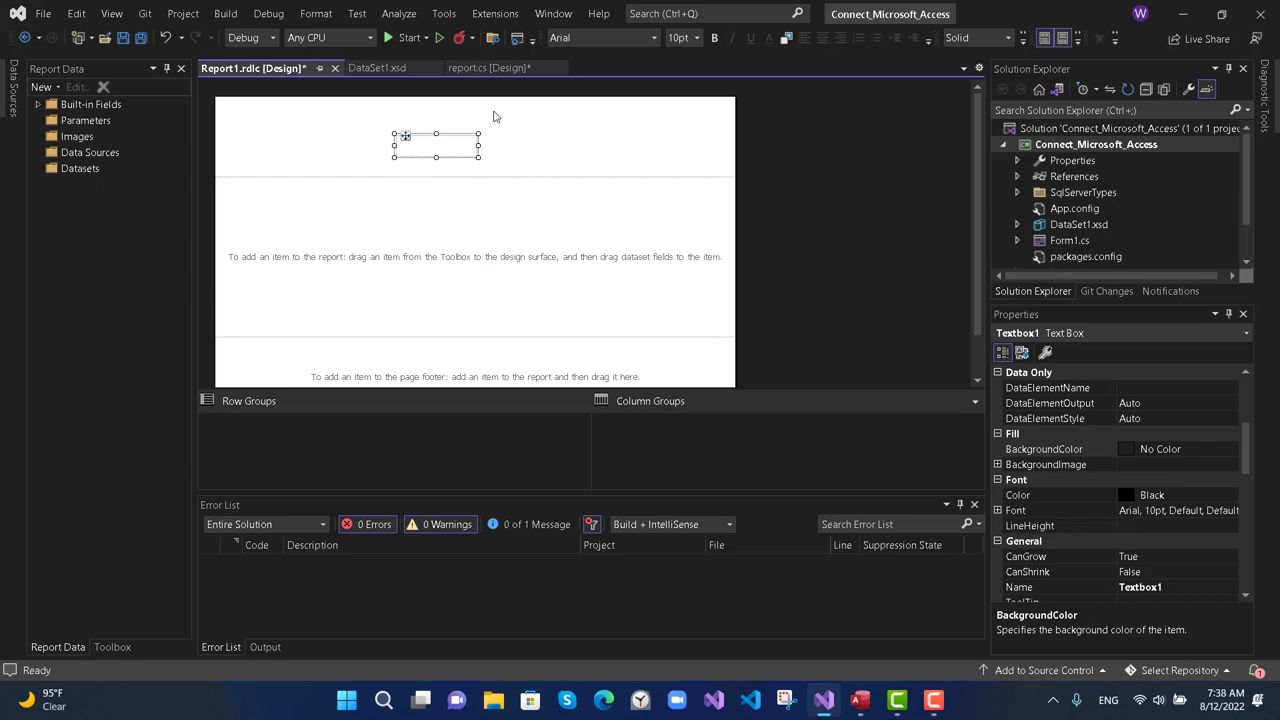 File Edit View Git Project Build Debug Format Test Analyze Tools Extensions Window Help Search (Ctrl+Q) Connect_Microsoft_Access W
Debug Any CPU Start Arial 10pt B I Solid Live Share
Report Data
Report1.rdlc [Design]* DataSet1.xsd report.cs [Design]*
New Edit...
Built-in Fields
Parameters
Images
Data Sources
Datasets
Data Sources
To add an item to the report: drag an item from the Toolbox to the design surface, and then drag dataset fields to the item.
To add an item to the page footer: add an item to the report and then drag it here.
Row Groups Column Groups
Error List
Entire Solution 0 Errors 0 Warnings 0 of 1 Message Build + IntelliSense Search Error List
Code Description Project File Line Suppression State
Report Data Toolbox
Error List Output
Solution Explorer
Search Solution Explorer (Ctrl+;)
Solution 'Connect_Microsoft_Access' (1 of 1 projec
Connect_Microsoft_Access
Properties
References
SqlServerTypes
App.config
DataSet1.xsd
Form1.cs
packages.config
Solution Explorer Git Changes Notifications
Diagnostic Tools
Properties
Textbox1 Text Box
Data Only
DataElementName
DataElementOutput Auto
DataElementStyle Auto
Fill
BackgroundColor No Color
BackgroundImage
Font
Color Black
Font Arial, 10pt, Default, Default
LineHeight
General
CanGrow True
CanShrink False
Name Textbox1
BackgroundColor
Specifies the background color of the item.
Ready Add to Source Control Select Repository 1
95°F
Clear
ENG 7:38 AM
8/12/2022